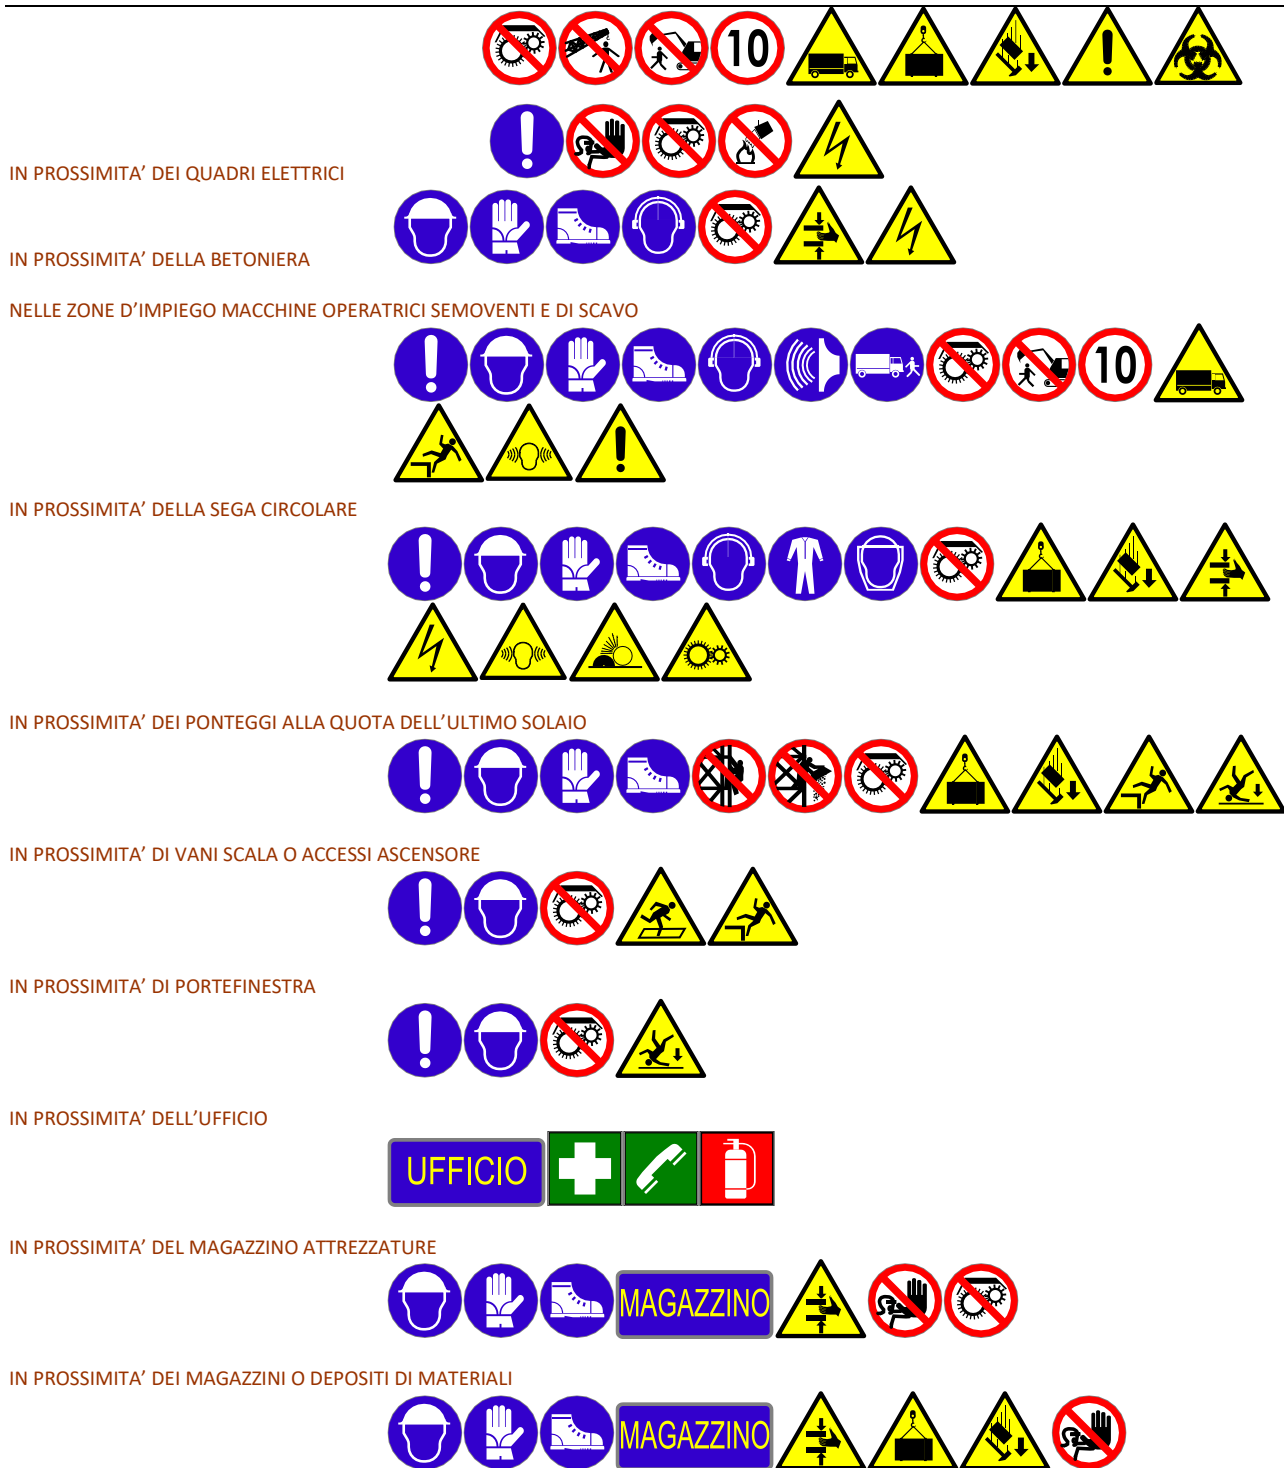 10
IN PROSSIMITA’ DEI QUADRI ELETTRICI
IN PROSSIMITA’ DELLA BETONIERA
NELLE ZONE D’IMPIEGO MACCHINE OPERATRICI SEMOVENTI E DI SCAVO
10
IN PROSSIMITA’ DELLA SEGA CIRCOLARE
IN PROSSIMITA’ DEI PONTEGGI ALLA QUOTA DELL’ULTIMO SOLAIO
IN PROSSIMITA’ DI VANI SCALA O ACCESSI ASCENSORE
IN PROSSIMITA’ DI PORTEFINESTRA
IN PROSSIMITA’ DELL’UFFICIO
UFFICIO
IN PROSSIMITA’ DEL MAGAZZINO ATTREZZATURE
MAGAZZINO
IN PROSSIMITA’ DEI MAGAZZINI O DEPOSITI DI MATERIALI
MAGAZZINO